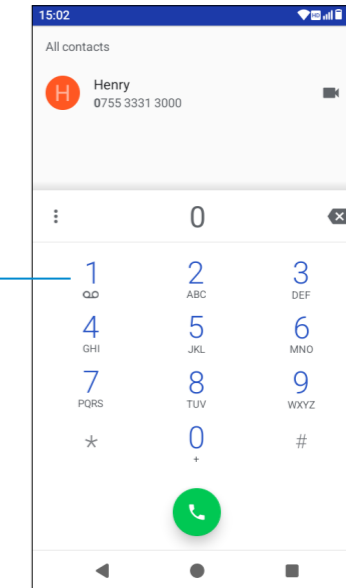 15:02 HD
All contacts
H Henry
0755 3331 3000
0
1 2 3
ABC DEF
4 5 6
GHI JKL MNO
7 8 9
PQRS TUV WXYZ
* 0 #
+